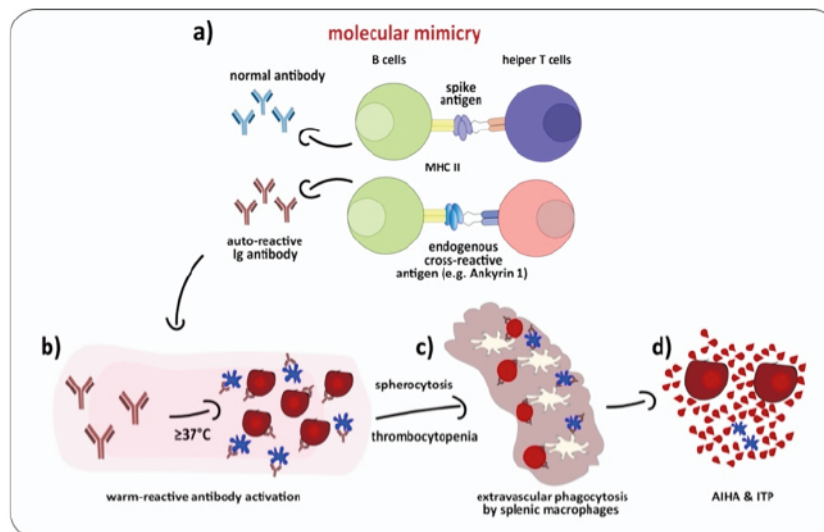 a)
molecular mimicry
B cells
helper T cells
normal antibody
spike
antigen
MHC II
auto-reactive
Ig antibody
endogenous
cross-reactive
antigen (e.g. Ankyrin 1)
b)
≥37°C
warm-reactive antibody activation
spherocytosis
thrombocytopenia
c)
extravascular phagocytosis
by splenic macrophages
d)
AIHA & ITP